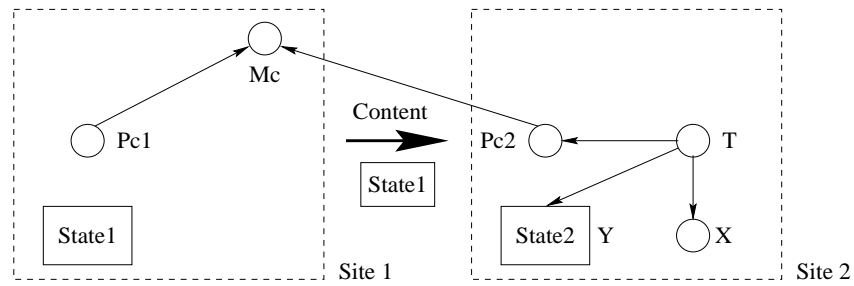 Mc
Content
Pc1
Pc2
T
State1
State1
State2
Y
X
Site 1
Site 2